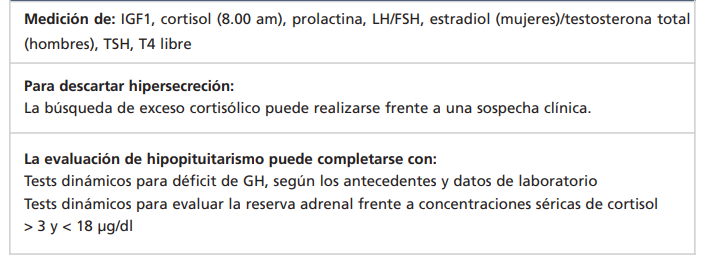 Medición de: IGF1, cortisol (8.00 am), prolactina, LH/FSH, estradiol (mujeres)/testosterona total
(hombres), TSH, T4 libre
Para descartar hipersecreción:
La búsqueda de exceso cortisólico puede realizarse frente a una sospecha clínica.
La evaluación de hipopituitarismo puede completarse con:
Tests dinámicos para déficit de GH, según los antecedentes y datos de laboratorio
Tests dinámicos para evaluar la reserva adrenal frente a concentraciones séricas de cortisol
> 3 y < 18 µg/dl